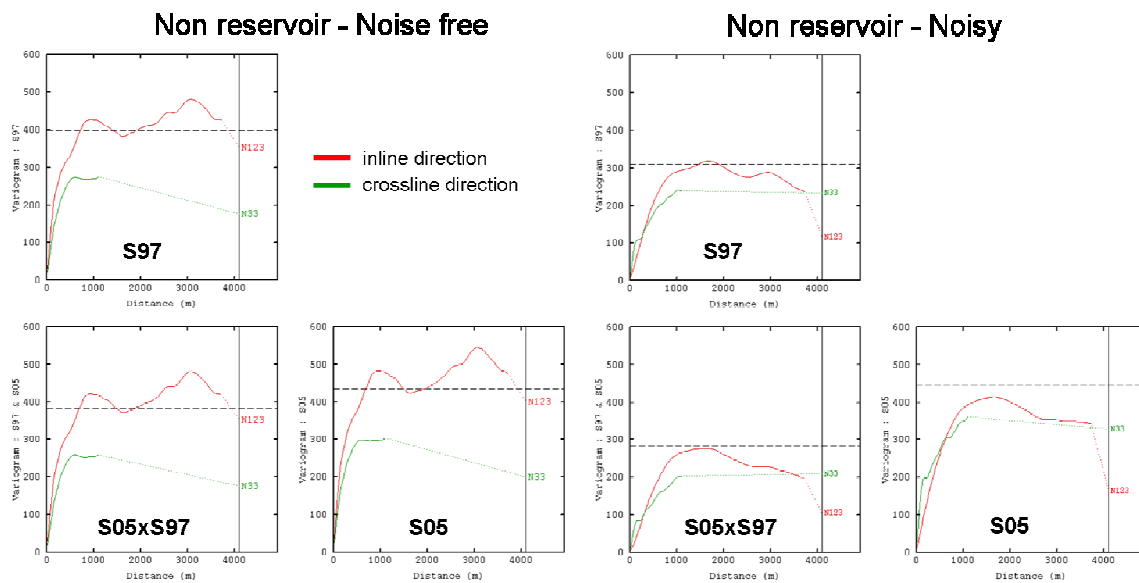 Non reservoir - Noise free
Non reservoir - Noisy
600
500
400
300
200
100
0
Variogram : S97
N123
N33
S97
0 1000 2000 3000 4000
Distance (m)
inline direction
crossline direction
600
500
400
300
200
100
0
Variogram : S97
N33
N123
S97
0 1000 2000 3000 4000
Distance (m)
600
500
400
300
200
100
0
Variogram : S97 & S05
N123
N33
S05xS97
0 1000 2000 3000 4000
Distance (m)
600
500
400
300
200
100
0
Variogram : S05
N123
N33
S05
0 1000 2000 3000 4000
Distance (m)
600
500
400
300
200
100
0
Variogram : S97 & S05
N33
N123
S05xS97
0 1000 2000 3000 4000
Distance (m)
600
500
400
300
200
100
0
Variogram : S05
N33
N123
S05
0 1000 2000 3000 4000
Distance (m)